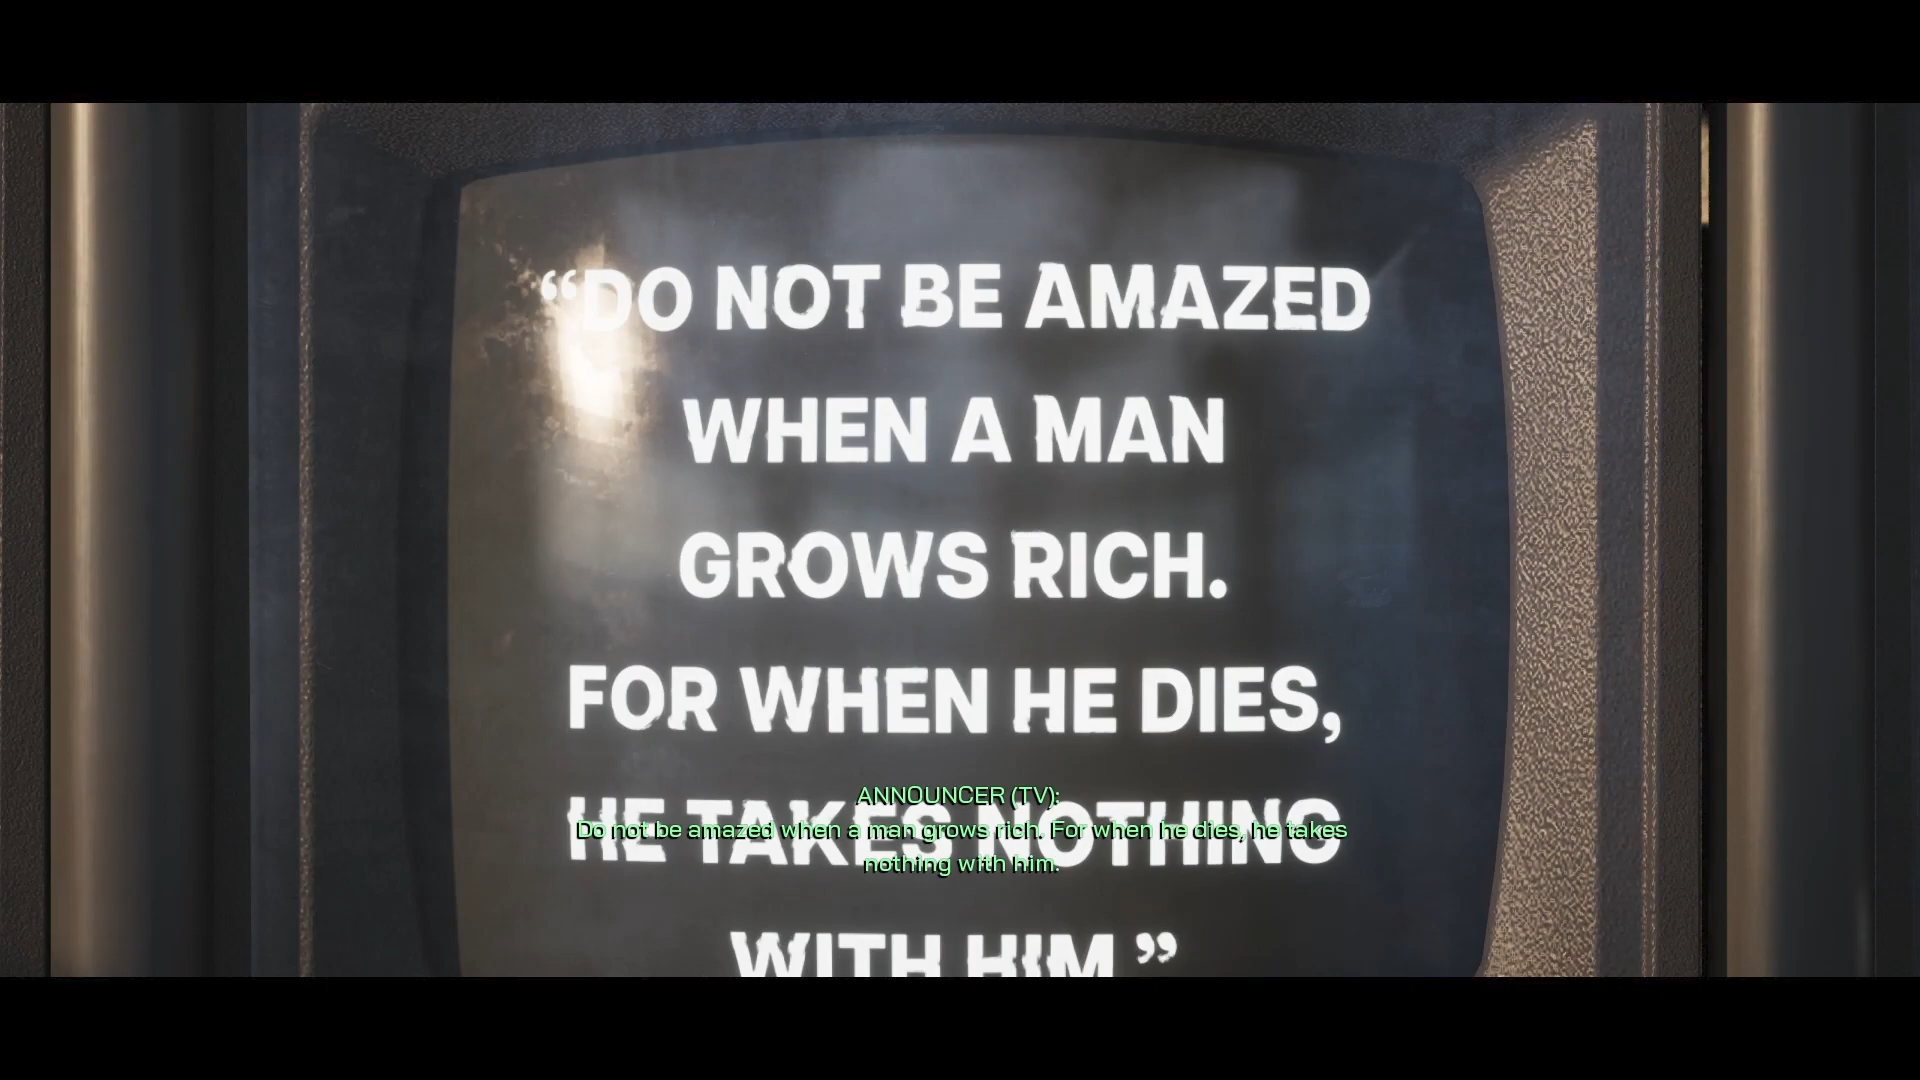 “DO NOT BE AMAZED
WHEN A MAN
GROWS RICH.
FOR WHEN HE DIES,
HE TAKES NOTHING
WITH HIM.”
ANNOUNCER (TV):
Do not be amazed when a man grows rich. For when he dies, he takes
nothing with him.